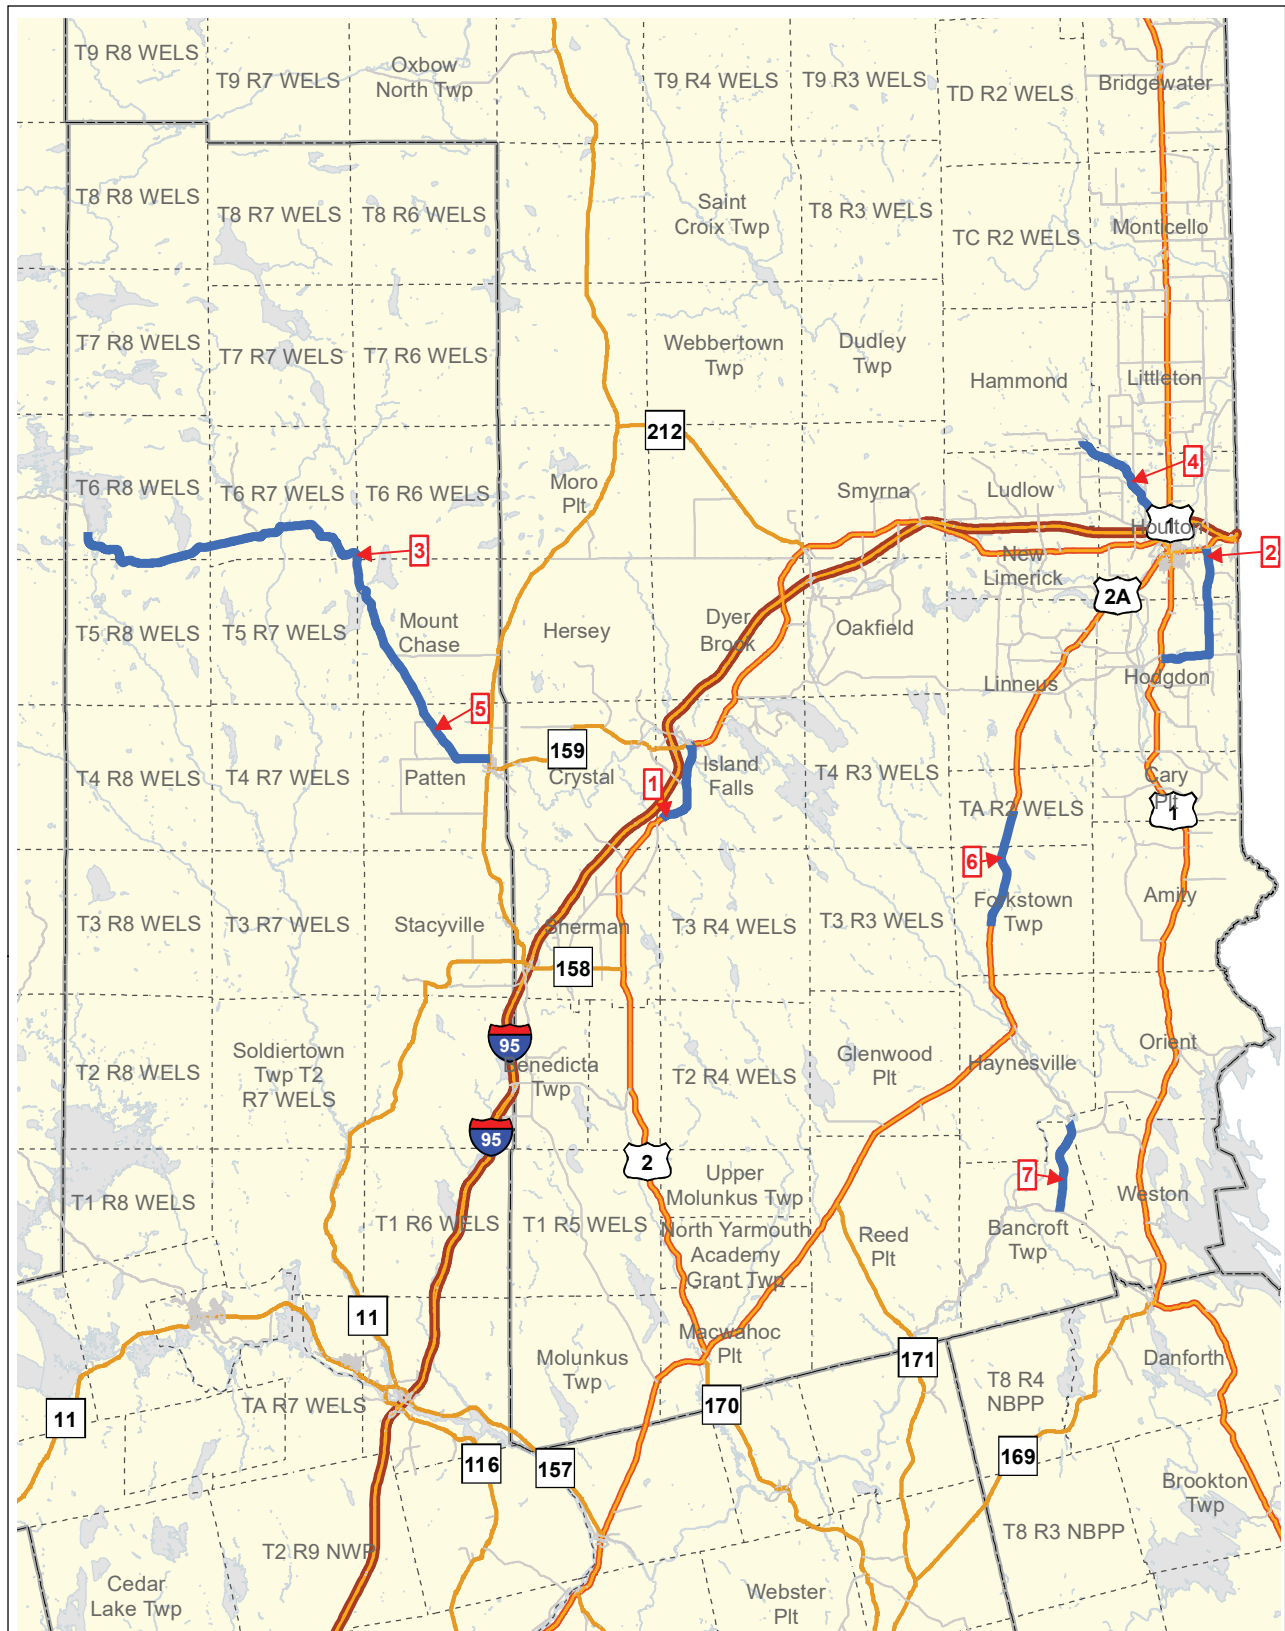 T9 R8 WELS
T9 R7 WELS
Oxbow
North Twp
T9 R4 WELS
T9 R3 WELS
TD R2 WELS
Bridgewater
T8 R8 WELS
T8 R7 WELS
T8 R6 WELS
Saint
Croix Twp
T8 R3 WELS
TC R2 WELS
Monticello
T7 R8 WELS
T7 R7 WELS
T7 R6 WELS
Webbertown
Twp
Dudley
Twp
Hammond
Littleton
212
4
T6 R8 WELS
T6 R7 WELS
T6 R6 WELS
Moro
Plt
Smyrna
Ludlow
1
Houlton
3
2
New
Limerick
2A
T5 R8 WELS
T5 R7 WELS
Mount
Chase
Hersey
Dyer
Brook
Oakfield
Linneus
Hodgdon
5
159
T4 R8 WELS
T4 R7 WELS
Patten
Crystal
1
Island
Falls
T4 R3 WELS
TA R2 WELS
Cary
Plt
1
6
T3 R8 WELS
T3 R7 WELS
Stacyville
Sherman
T3 R4 WELS
T3 R3 WELS
Forkstown
Twp
Amity
158
95
T2 R8 WELS
Soldiertown
Twp T2
R7 WELS
Benedicta
Twp
T2 R4 WELS
Glenwood
Plt
Haynesville
Orient
95
2
7
T1 R8 WELS
T1 R6 WELS
T1 R5 WELS
Upper
Molunkus Twp
North Yarmouth
Academy
Grant Twp
Reed
Plt
Bancroft
Twp
Weston
11
Macwahoc
Plt
Molunkus
Twp
171
T8 R4
NBPP
Danforth
11
TA R7 WELS
170
116
157
169
Brookton
Twp
T2 R9 NWP
T8 R3 NBPP
Cedar
Lake Twp
Webster
Plt